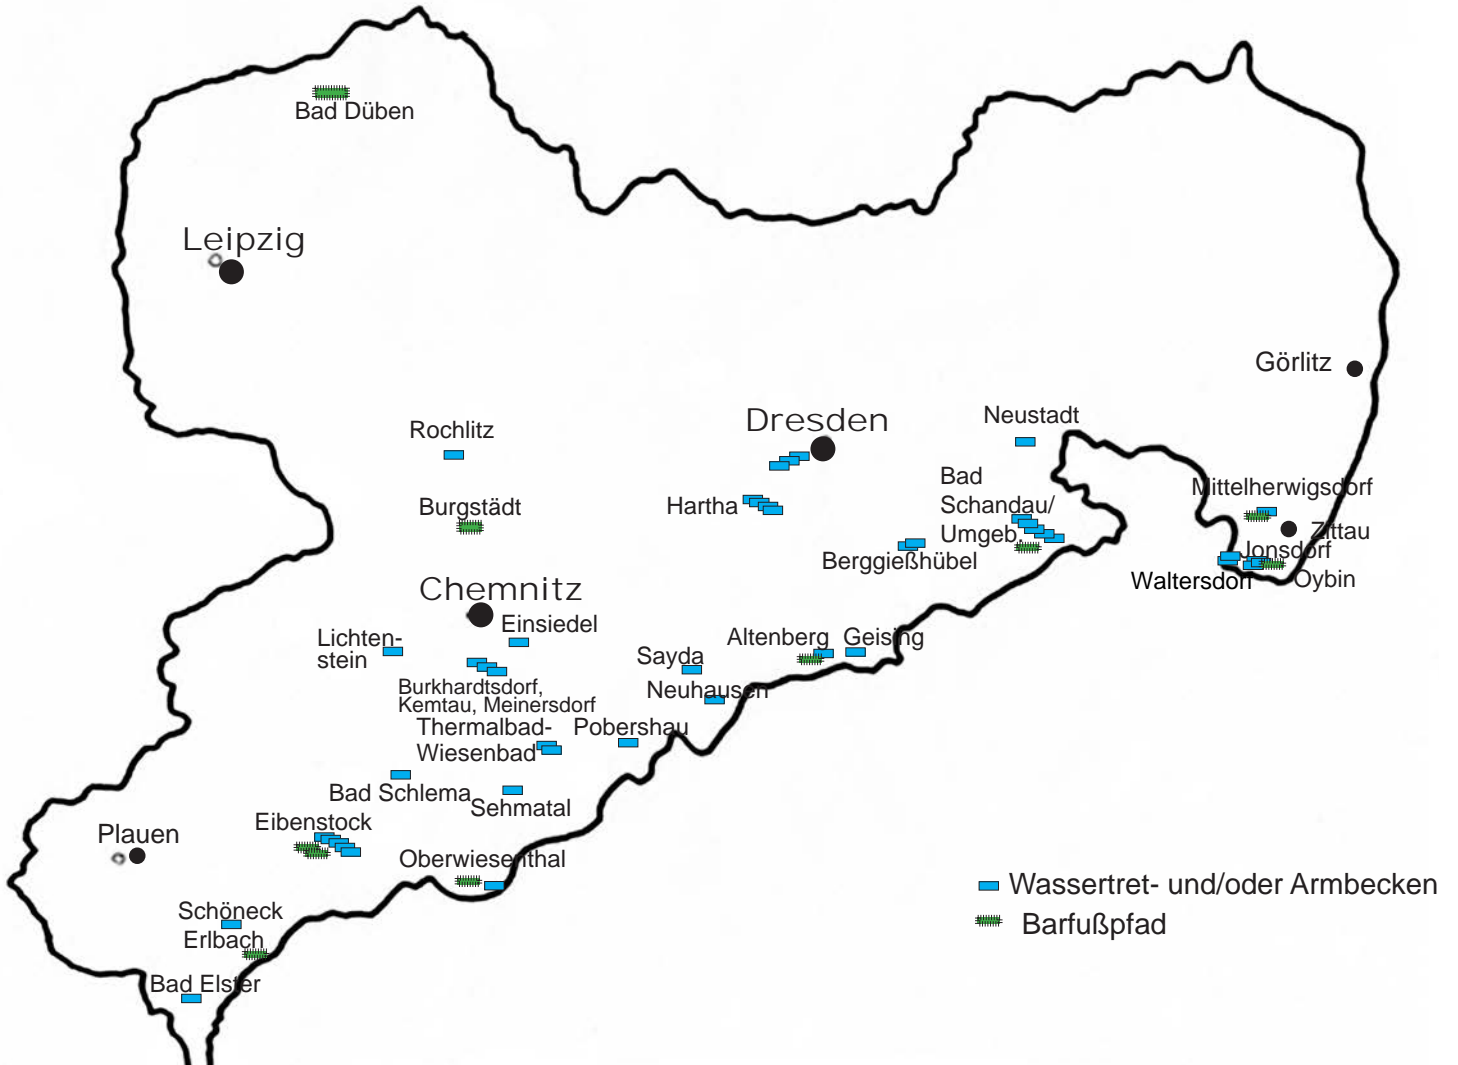 Bad Düben
Leipzig
Görlitz
Dresden
Neustadt
Rochlitz
Bad
Schandau/
Umgeb.
Mittelherwigsdorf
Burgstädt
Hartha
Zittau
Jonsdorf
Berggießhübel
Waltersdorf
Oybin
Chemnitz
Einsiedel
Lichten-
stein
Altenberg
Geising
Sayda
Neuhausen
Burkhardtsdorf,
Kemtau, Meinersdorf
Thermalbad-
Wiesenbad
Pobershau
Bad Schlema
Sehmatal
Eibenstock
Plauen
Oberwiesenthal
Wassertret- und/oder Armbecken
Barfußpfad
Schöneck
Erlbach
Bad Elster